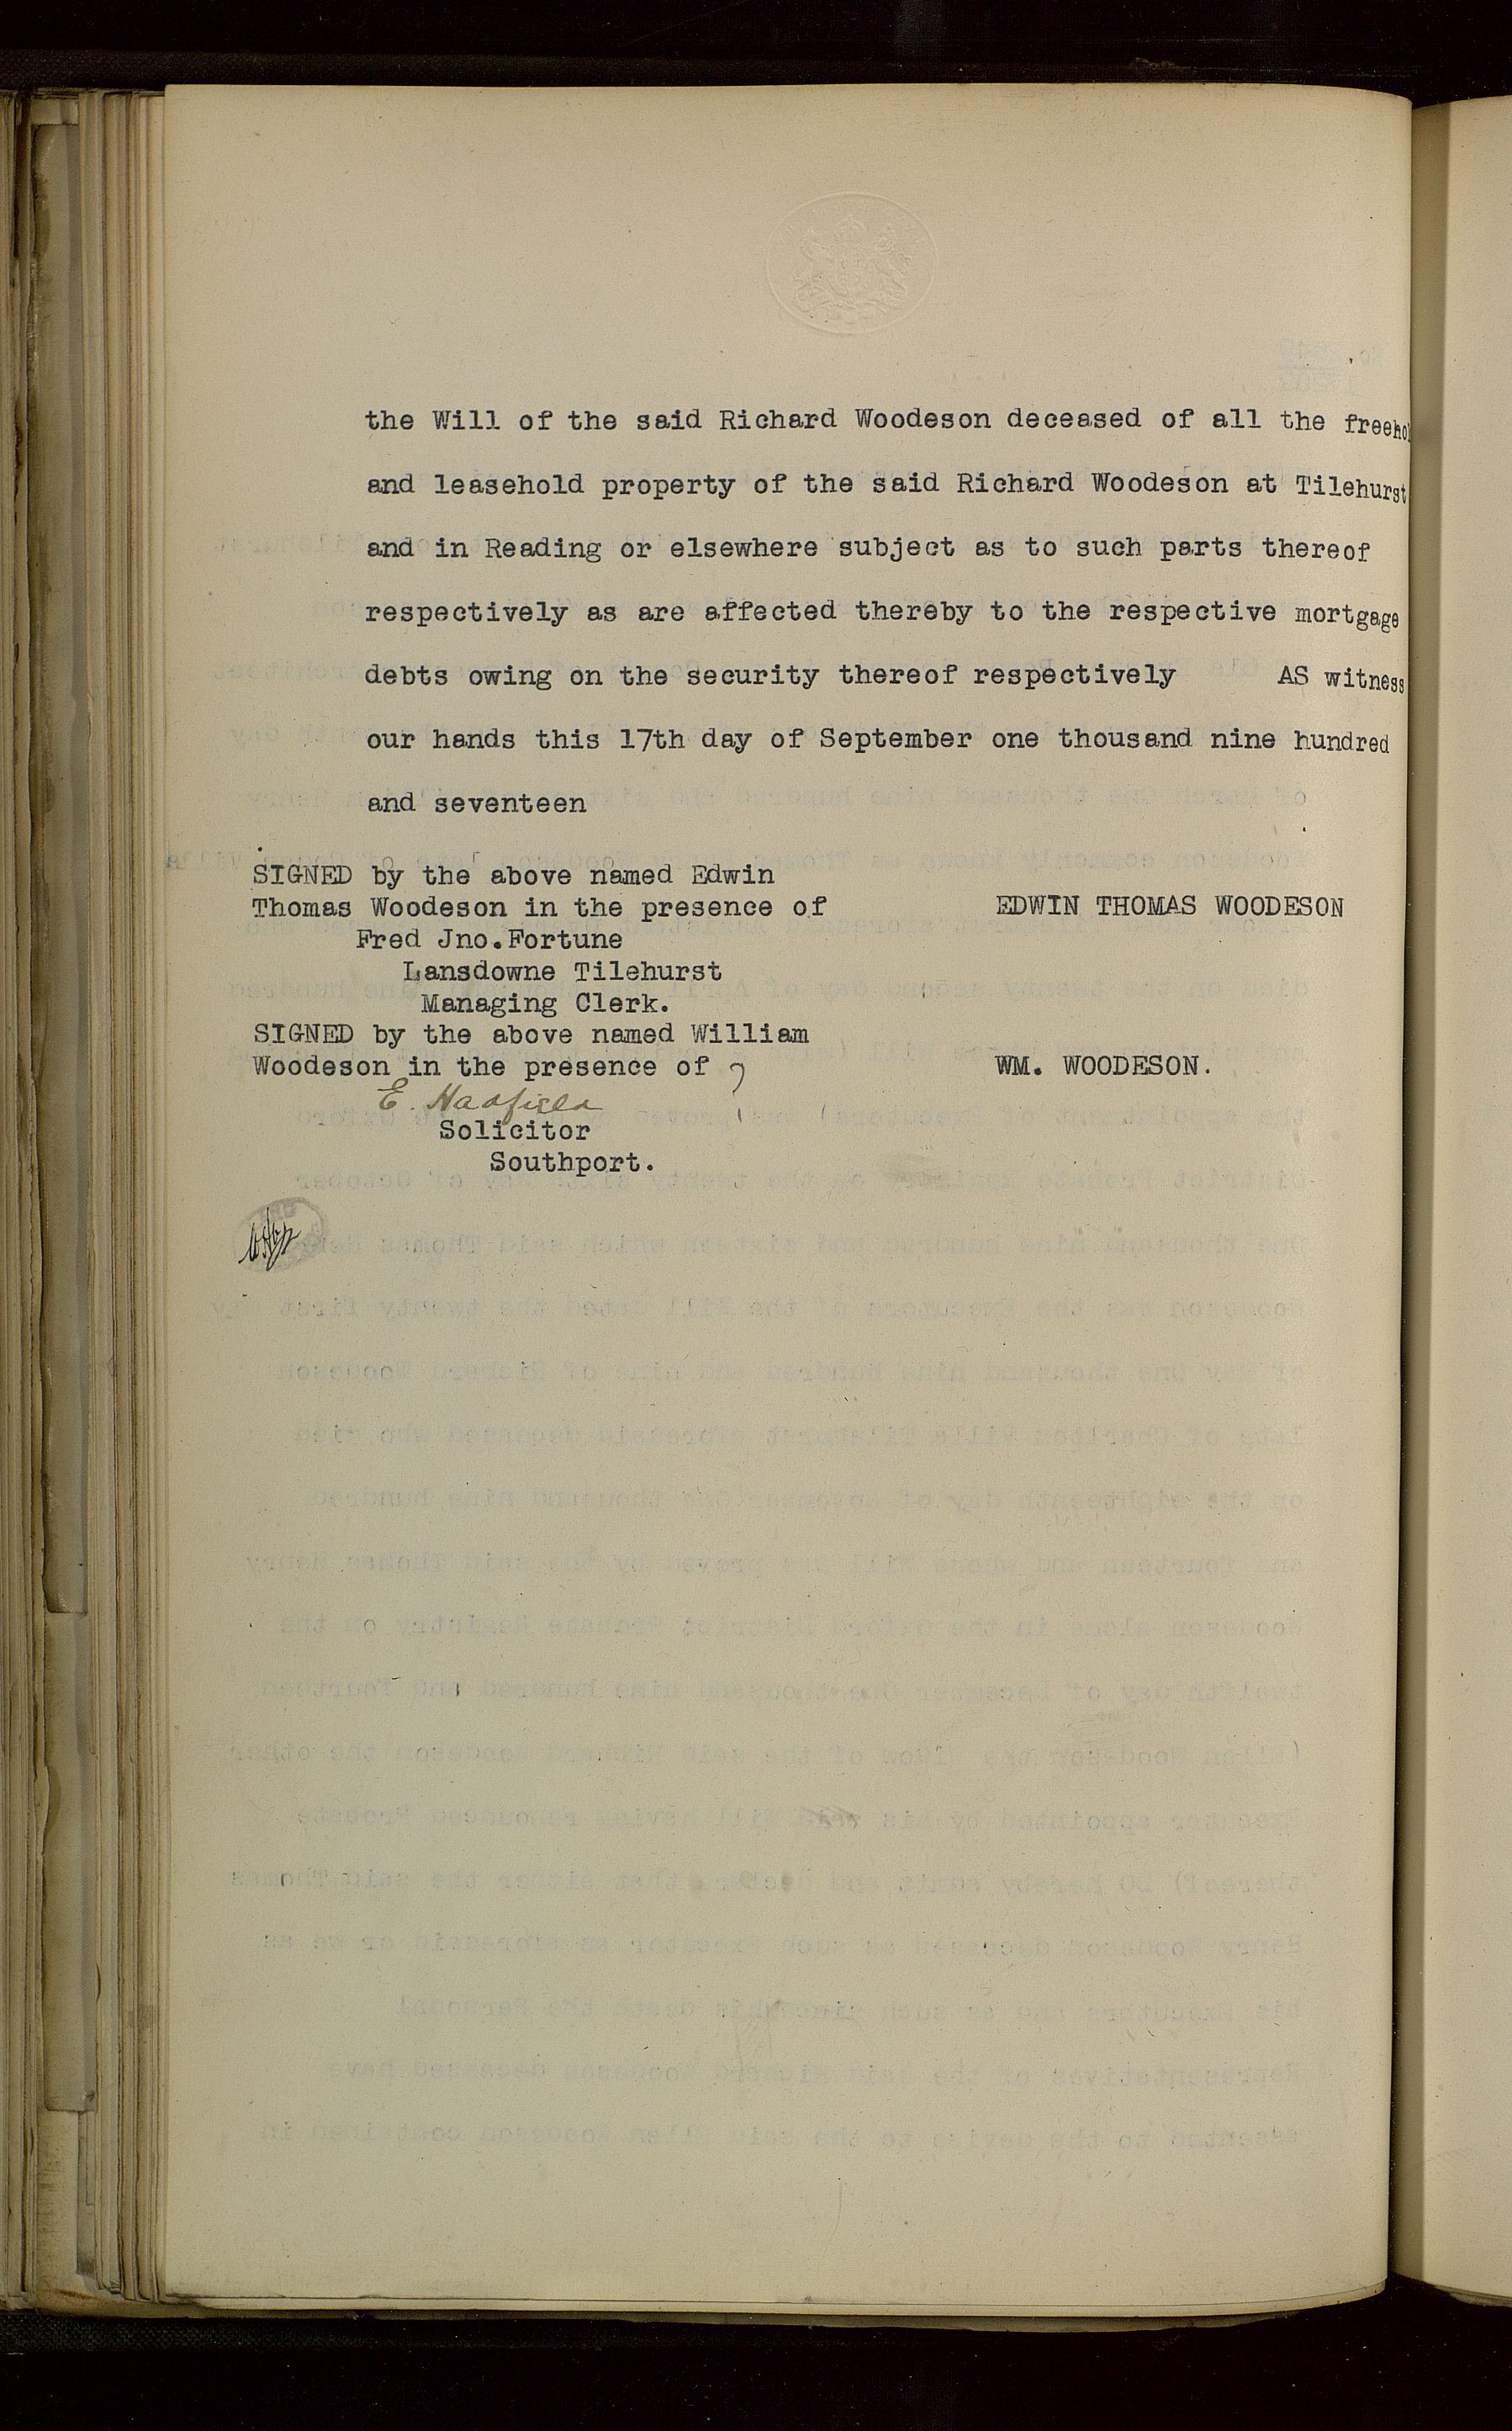 the Will of the said Richard Woodeson deceased of all the freehol
and leasehold property of the said Richard Woodeson at Tilehurst
and in Reading or elsewhere subject as to such parts thereof
respectively as are affected thereby to the respective mortgage
debts owing on the security thereof respectively AS witness
our hands this 17th day of September one thousand nine hundred
and seventeen
SIGNED by the above named Edwin
Thomas Woodeson in the presence of EDWIN THOMAS WOODESON
Fred Jno.Fortune
Lansdowne Tilehurst
Managing Clerk.
SIGNED by the above named William
Woodeson in the presence of WM. WOODESON.
E. Hadfield
Solicitor
Southport.